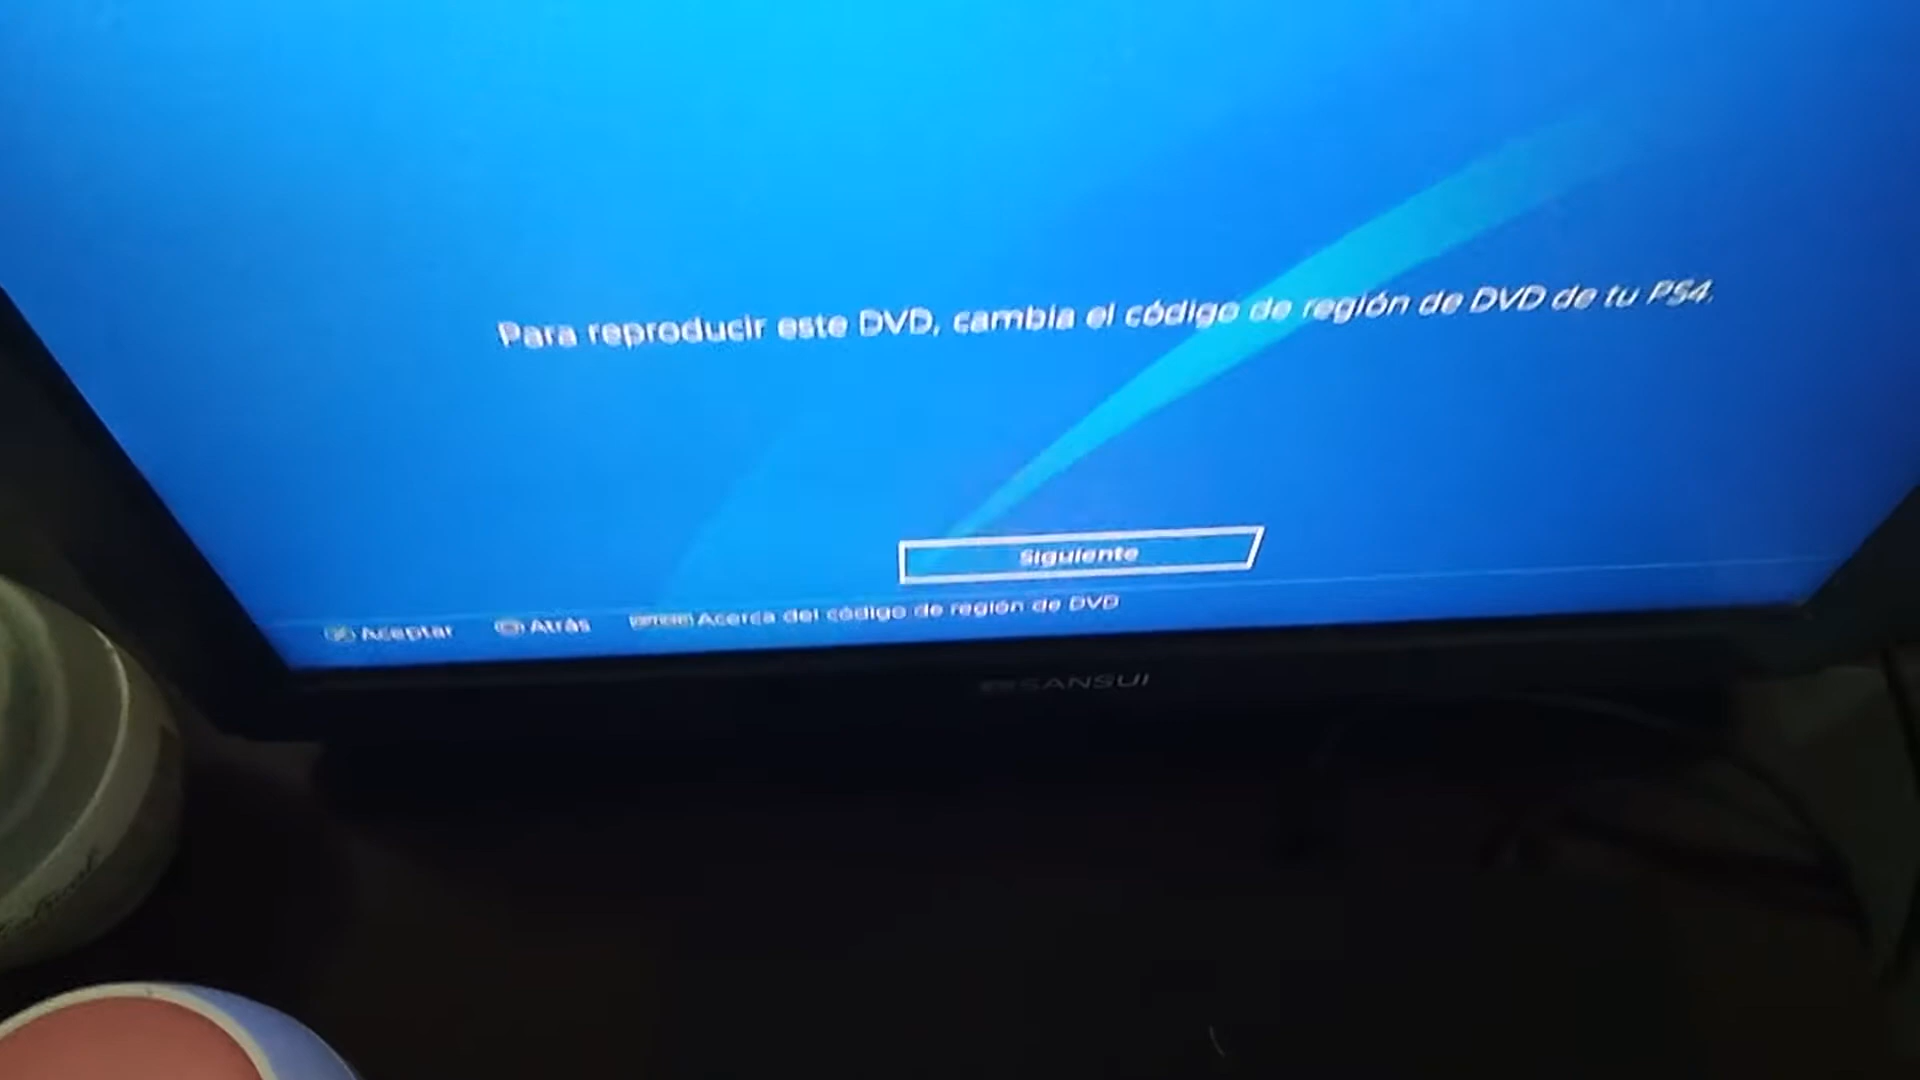 Para reproducir este DVD, cambia el código de región de DVD de tu PS4.
Siguiente
Aceptar Atrás Acerca del código de región de DVD
SANSUI